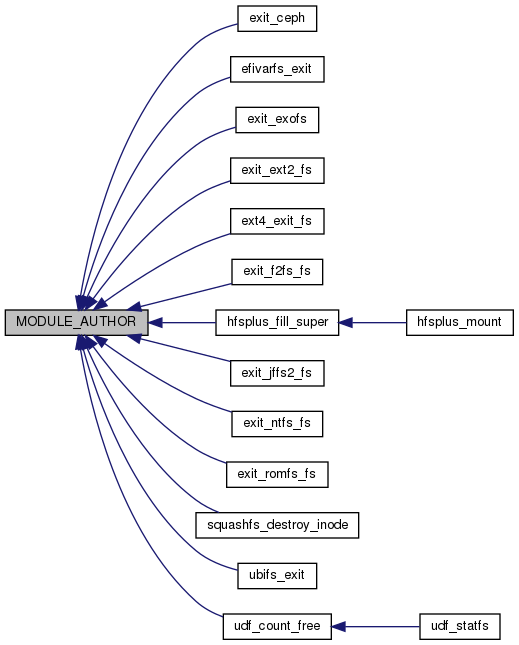 exit_ceph
efivarfs_exit
exit_exofs
exit_ext2_fs
ext4_exit_fs
exit_f2fs_fs
MODULE_AUTHOR
hfsplus_fill_super
hfsplus_mount
exit_jffs2_fs
exit_ntfs_fs
exit_romfs_fs
squashfs_destroy_inode
ubifs_exit
udf_count_free
udf_statfs